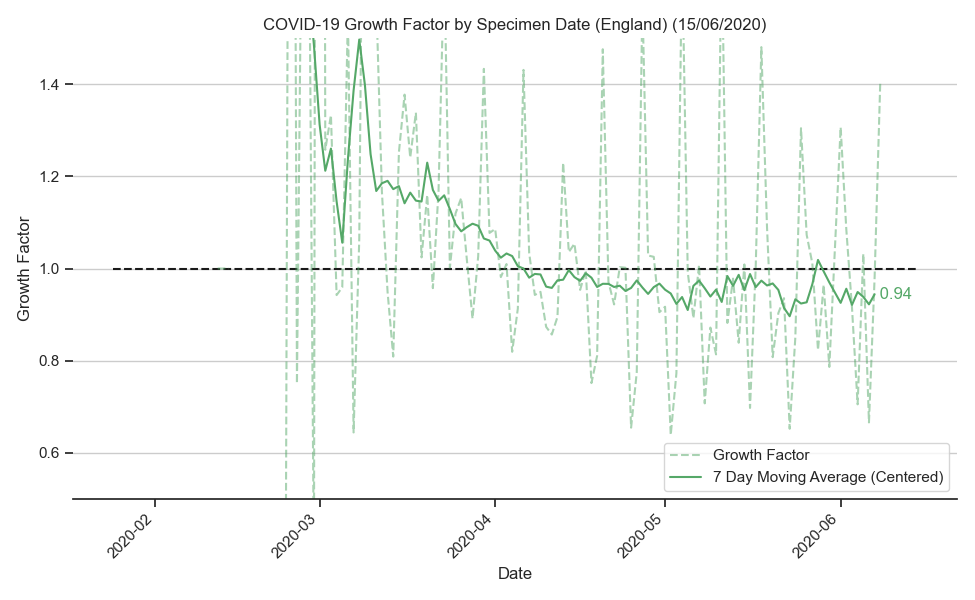 COVID-19 Growth Factor by Specimen Date (England) (15/06/2020)
Growth Factor
1.4
1.2
1.0
0.8
0.6
0.94
Growth Factor
7 Day Moving Average (Centered)
2020-02
2020-03
2020-04
2020-05
2020-06
Date